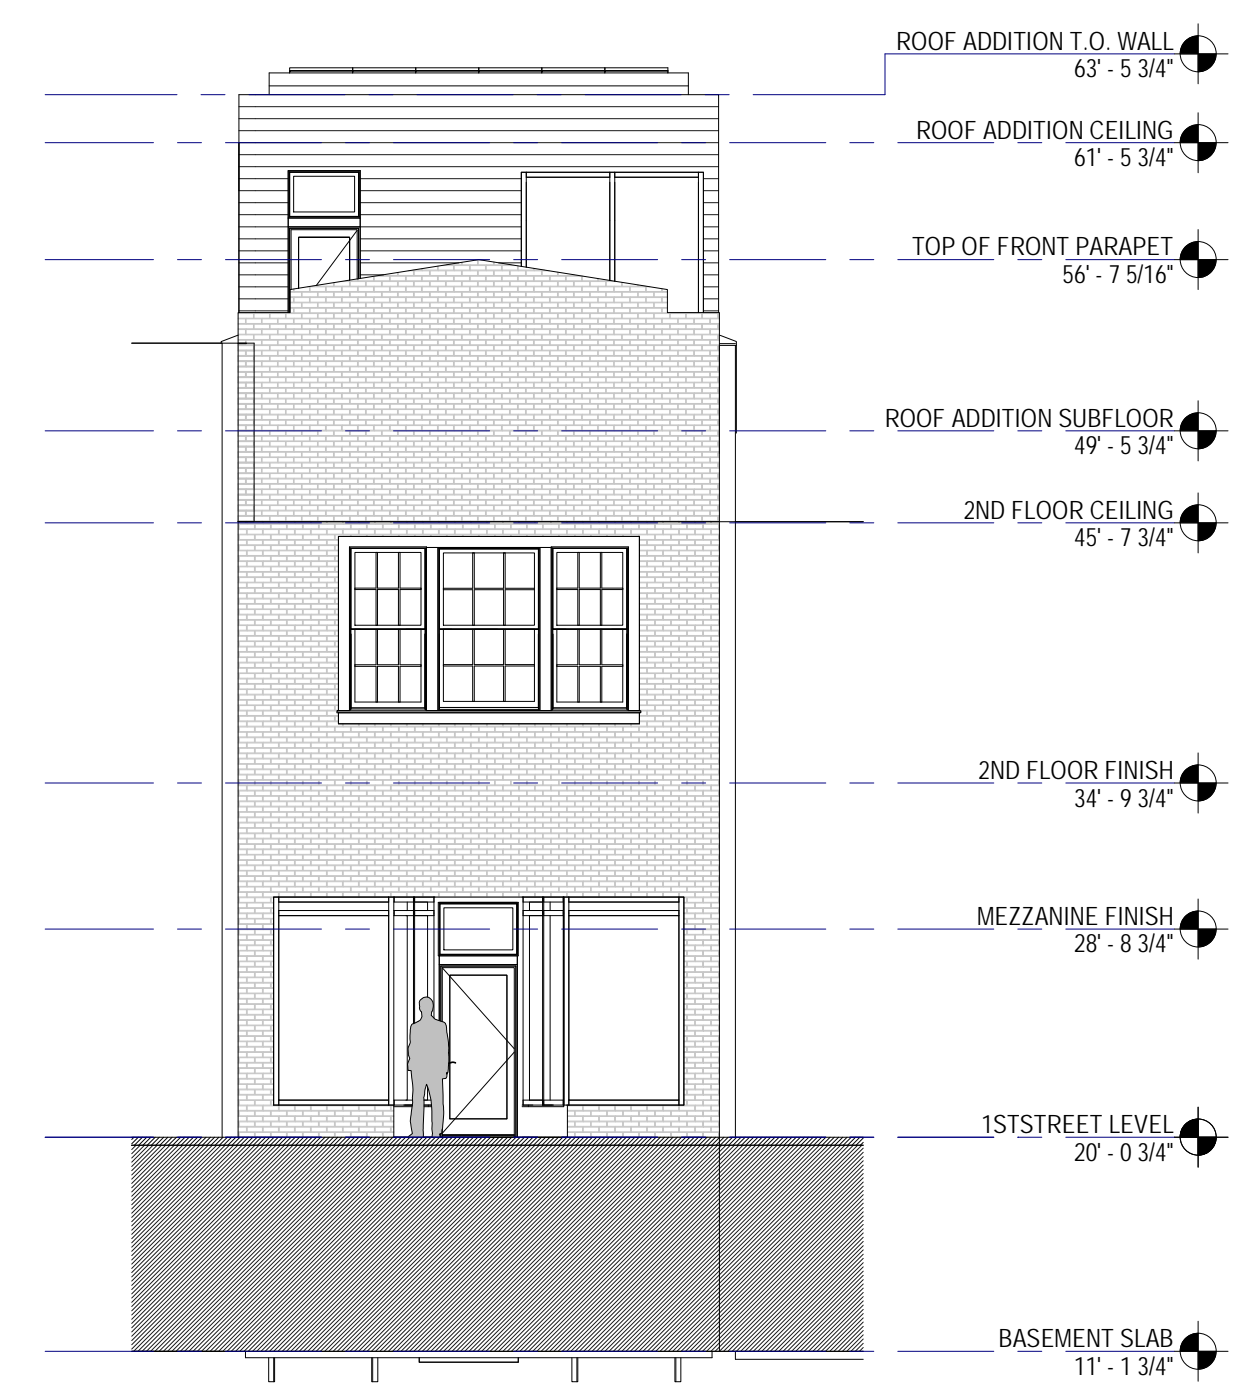 ROOF ADDITION T.O. WALL
63' - 5 3/4"
ROOF ADDITION CEILING
61' - 5 3/4"
TOP OF FRONT PARAPET
56' - 7 5/16"
ROOF ADDITION SUBFLOOR
49' - 5 3/4"
2ND FLOOR CEILING
45' - 7 3/4"
2ND FLOOR FINISH
34' - 9 3/4"
MEZZANINE FINISH
28' - 8 3/4"
1STSTREET LEVEL
20' - 0 3/4"
BASEMENT SLAB
11' - 1 3/4"